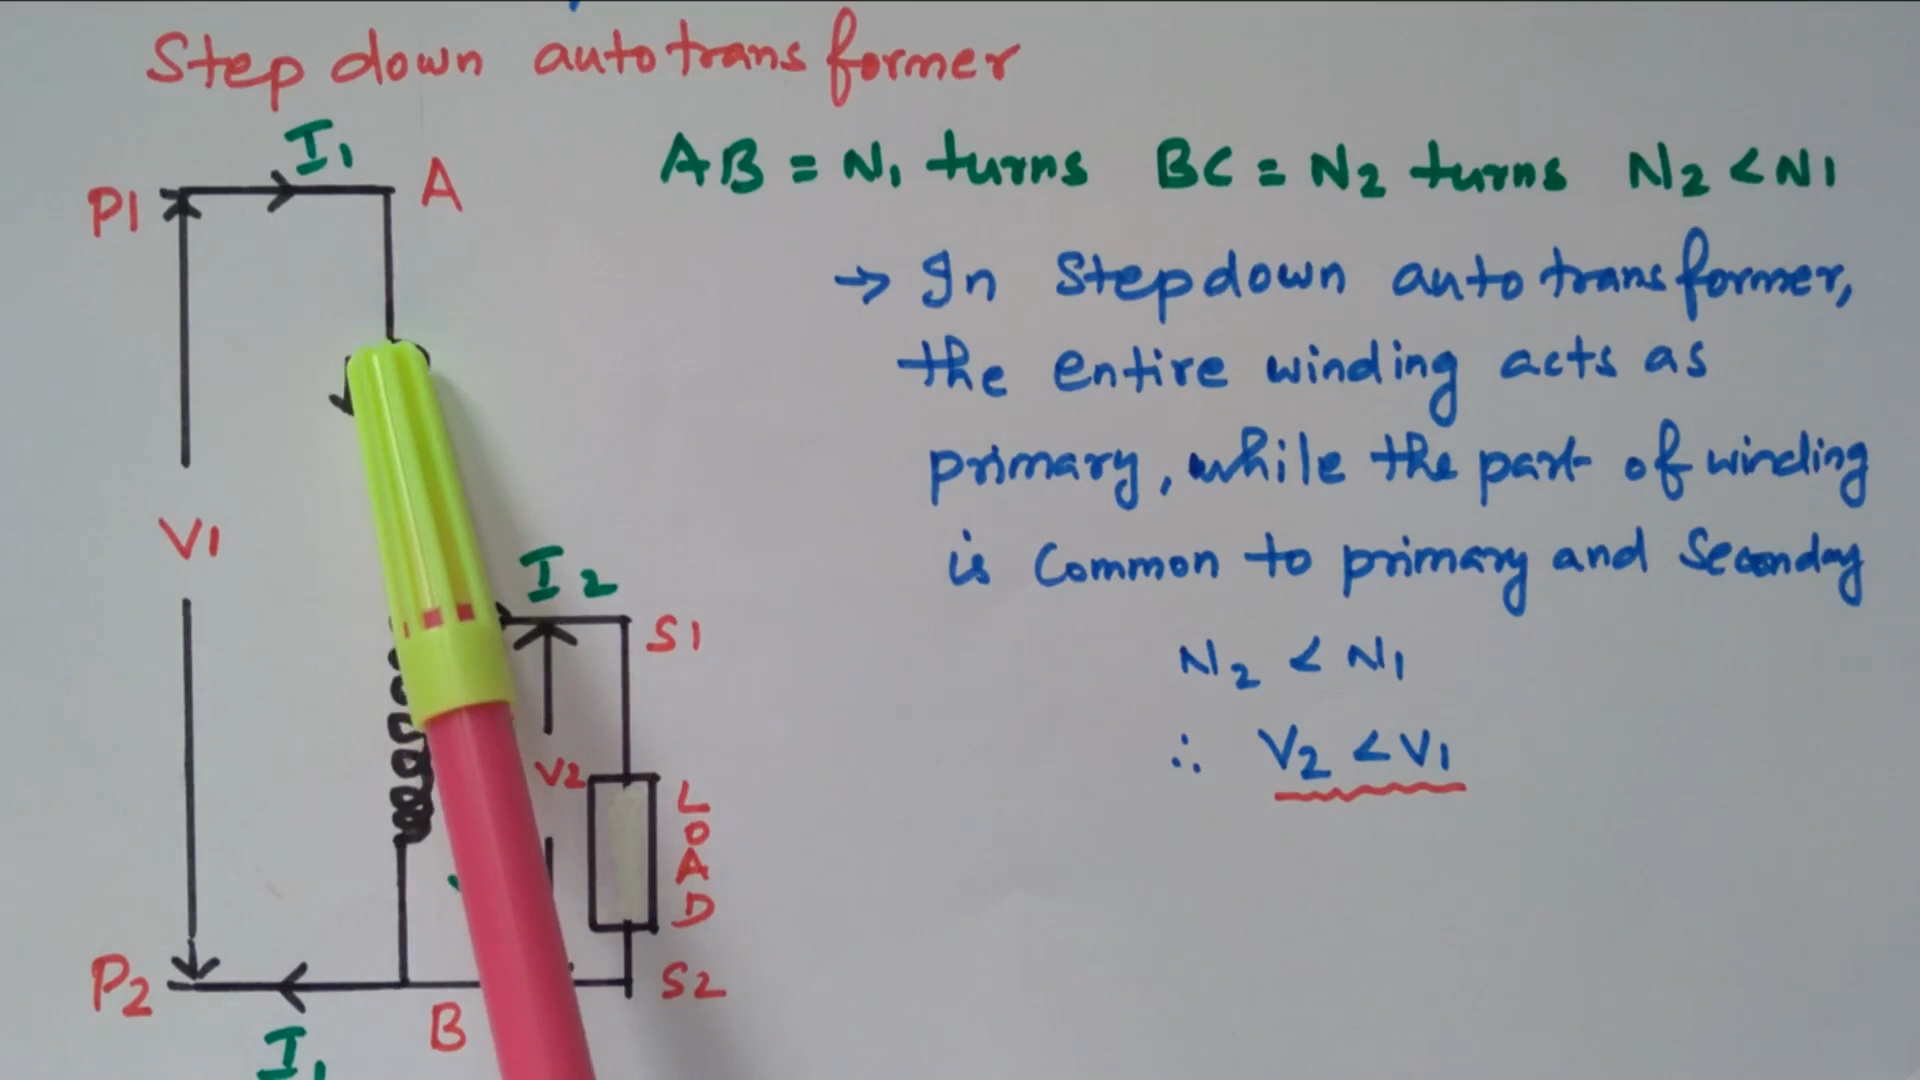 Step down autotransformer
I1
P1
A
AB = N1 turns BC = N2 turns N2 < N1
→ In Stepdown autotransformer,
the entire winding acts as
primary, while the part of winding
is Common to primary and Seconday
V1
I2
S1
N2 < N1
∴ V2 < V1
V2
LOAD
P2
S2
B
I1